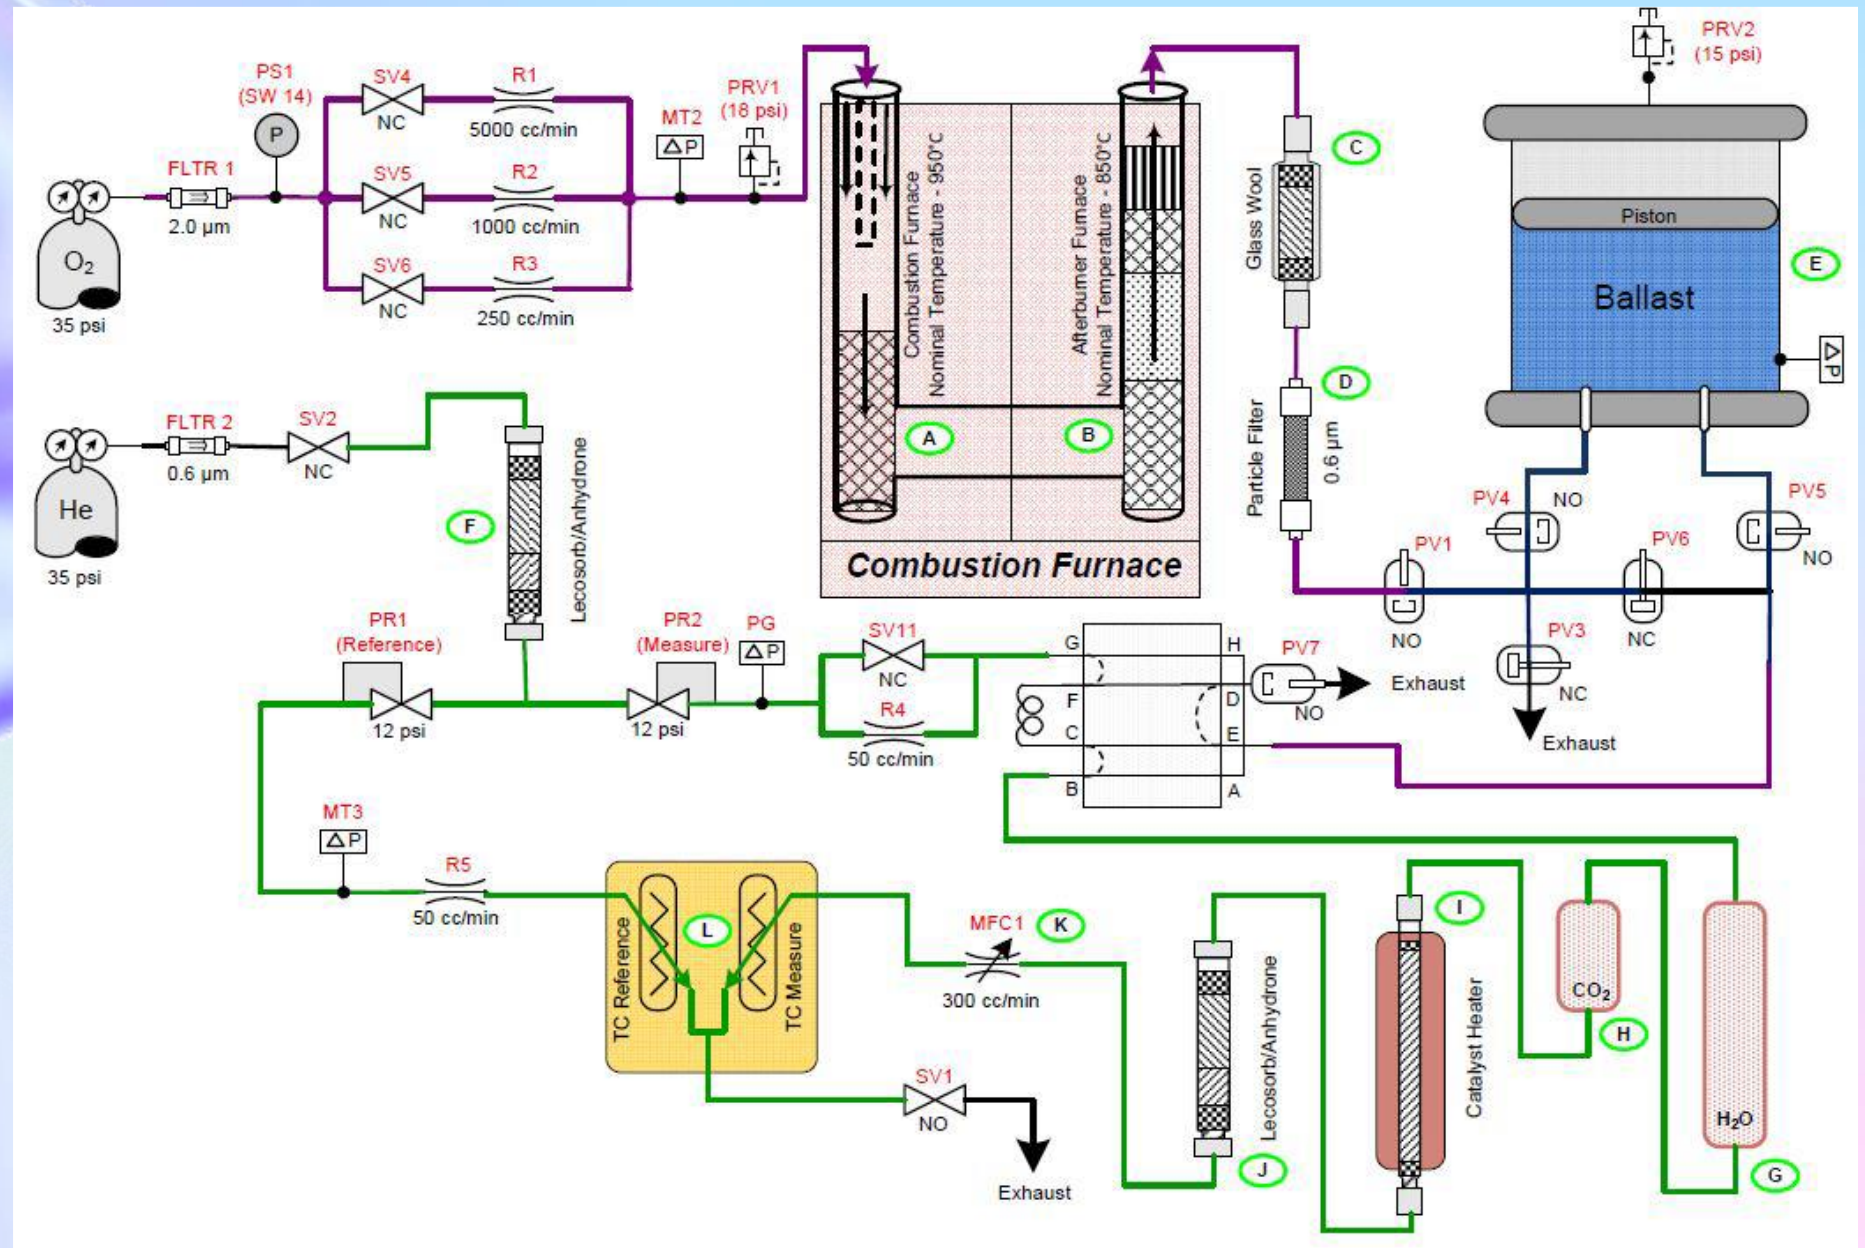 PS1
(SW 14)
P
FLTR 1
2.0 µm
O2
35 psi
SV4
NC
R1
5000 cc/min
SV5
NC
R2
1000 cc/min
SV6
NC
R3
250 cc/min
MT2
ΔP
PRV1
(18 psi)
Combustion Furnace
Nominal Temperature - 950°C
Afterburner Furnace
Nominal Temperature - 850°C
A
B
Combustion Furnace
C
Glass Wool
D
Particle Filter
0.6 µm
PRV2
(15 psi)
Piston
Ballast
E
ΔP
FLTR 2
0.6 µm
He
35 psi
SV2
NC
F
Lecosorb/Anhydrone
PV4
NO
PV5
NO
PV1
NO
PV6
NC
PV3
NC
Exhaust
PR1
(Reference)
12 psi
PR2
(Measure)
12 psi
PG
ΔP
SV11
NC
R4
50 cc/min
G
H
F
D
C
E
B
A
PV7
NO
Exhaust
MT3
ΔP
R5
50 cc/min
TC Reference
L
TC Measure
MFC1
K
300 cc/min
SV1
NO
Exhaust
Lecosorb/Anhydrone
J
Catalyst Heater
I
CO2
H
H2O
G